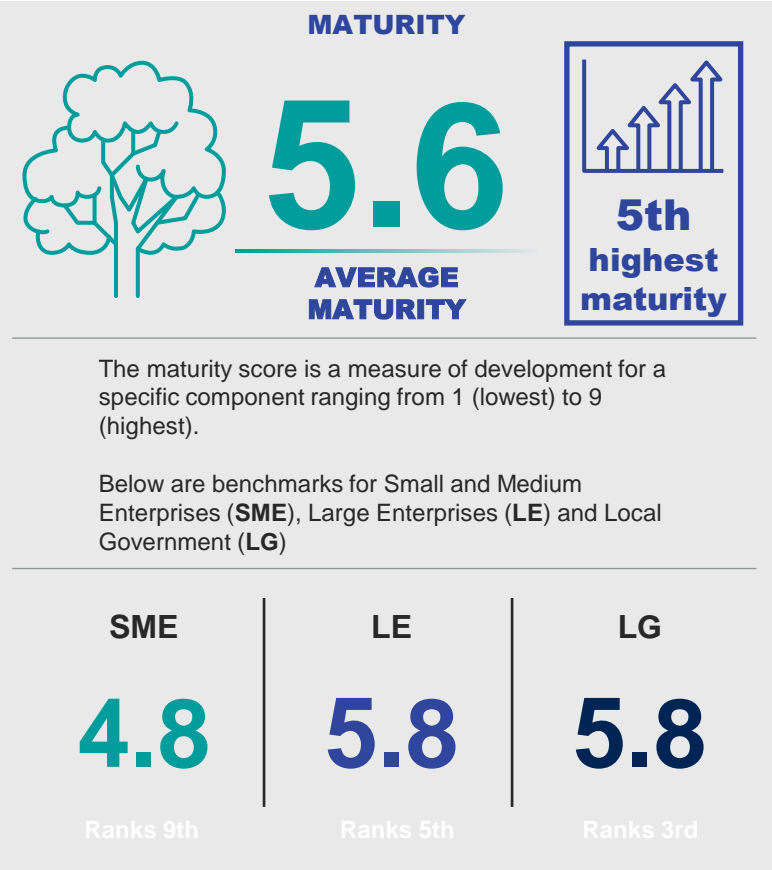 MATURITY
5.6
AVERAGE
MATURITY
5th
highest
maturity
The maturity score is a measure of development for a
specific component ranging from 1 (lowest) to 9
(highest).
Below are benchmarks for Small and Medium
Enterprises (SME), Large Enterprises (LE) and Local
Government (LG)
SME
LE
LG
4.8
5.8
5.8
Ranks 9th
Ranks 5th
Ranks 3rd